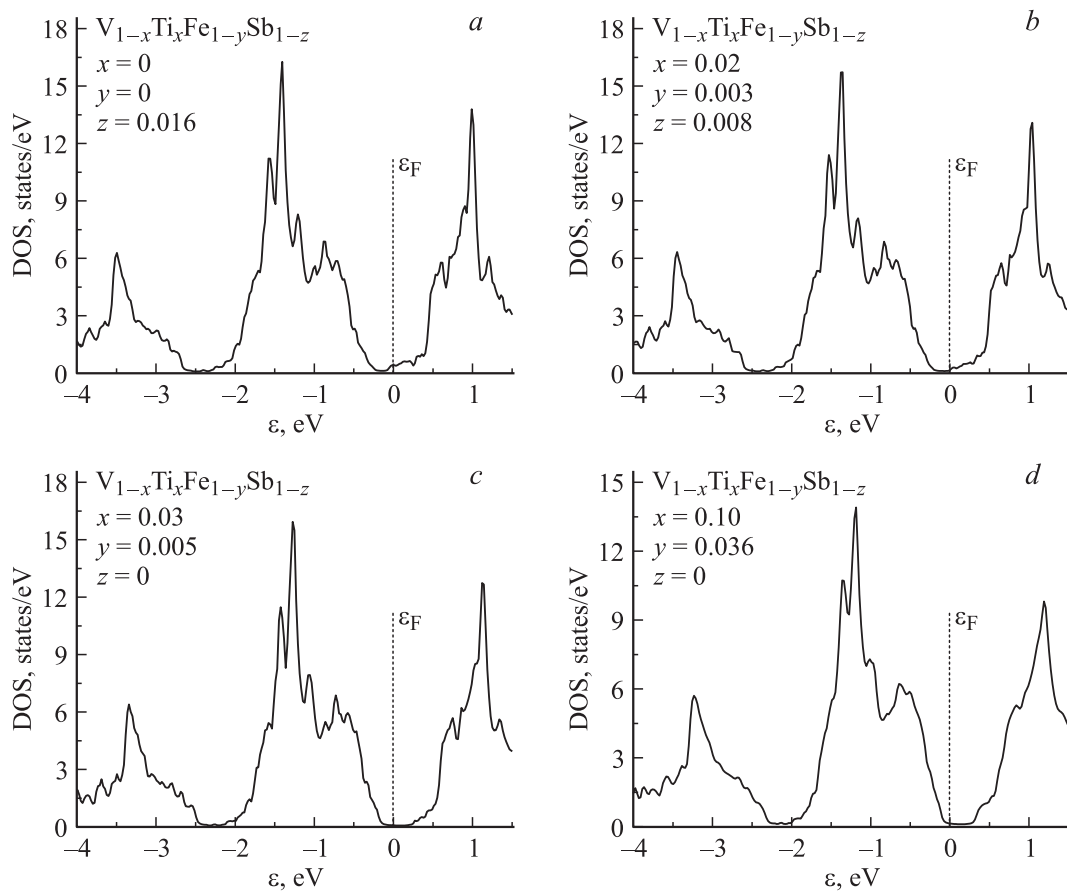 18
15
12
9
6
3
0
DOS, states/eV
V1−xTixFe1−ySb1−z
x = 0
y = 0
z = 0.016
a
εF
−4 −3 −2 −1 0 1
ε, eV
18
15
12
9
6
3
0
DOS, states/eV
V1−xTixFe1−ySb1−z
x = 0.02
y = 0.003
z = 0.008
b
εF
−4 −3 −2 −1 0 1
ε, eV
18
15
12
9
6
3
0
DOS, states/eV
V1−xTixFe1−ySb1−z
x = 0.03
y = 0.005
z = 0
c
εF
−4 −3 −2 −1 0 1
ε, eV
15
12
9
6
3
0
DOS, states/eV
V1−xTixFe1−ySb1−z
x = 0.10
y = 0.036
z = 0
d
εF
−4 −3 −2 −1 0 1
ε, eV